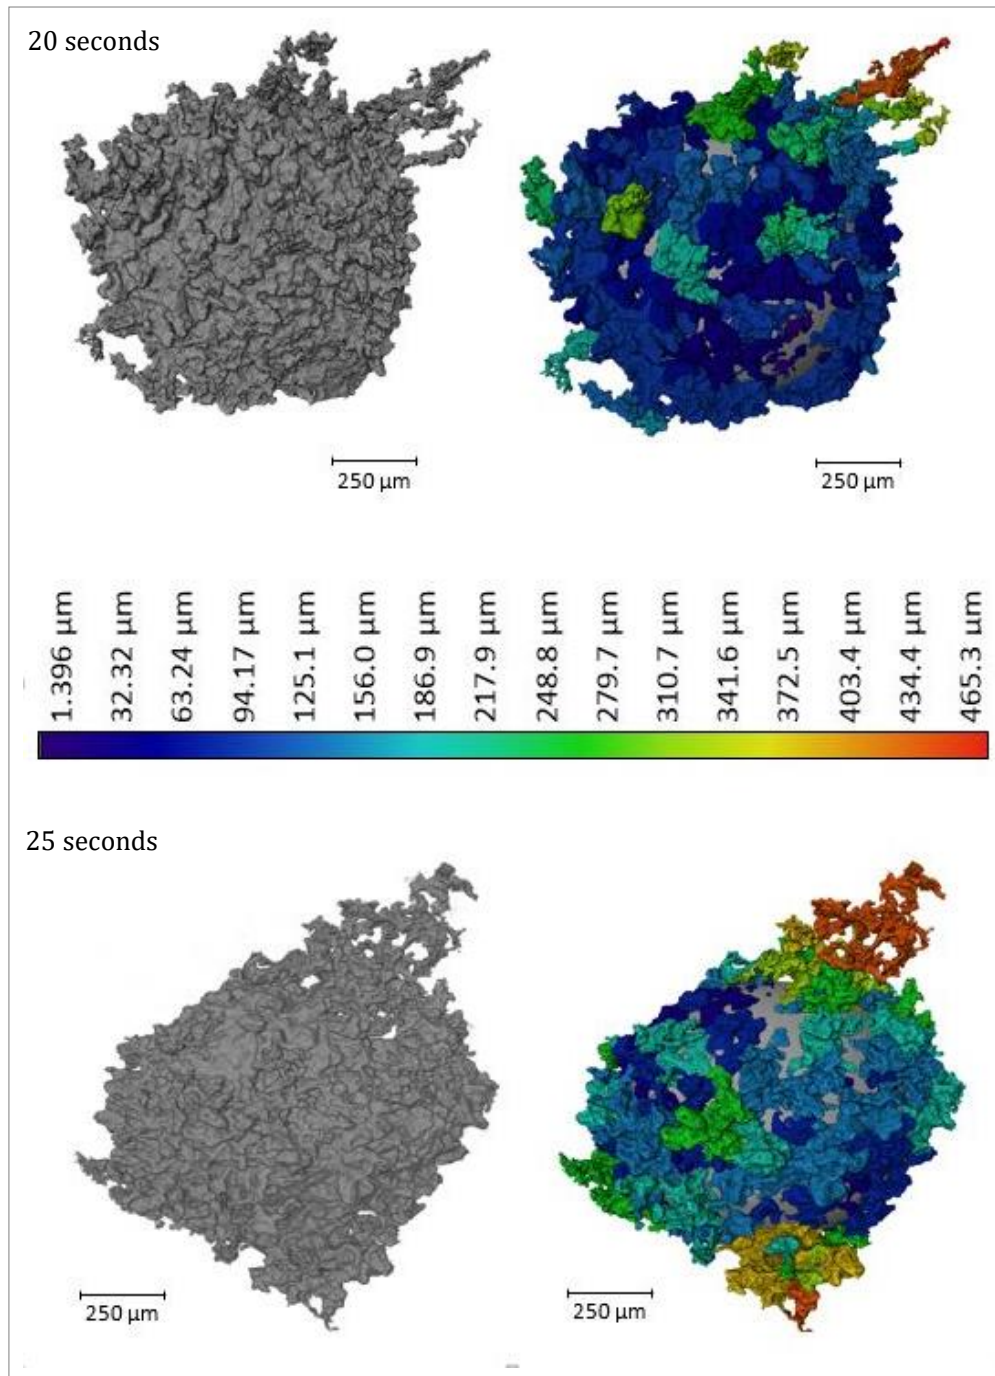 20 seconds
250 µm
250 µm
1.396 µm
32.32 µm
63.24 µm
94.17 µm
125.1 µm
156.0 µm
186.9 µm
217.9 µm
248.8 µm
279.7 µm
310.7 µm
341.6 µm
372.5 µm
403.4 µm
434.4 µm
465.3 µm
25 seconds
250 µm
250 µm